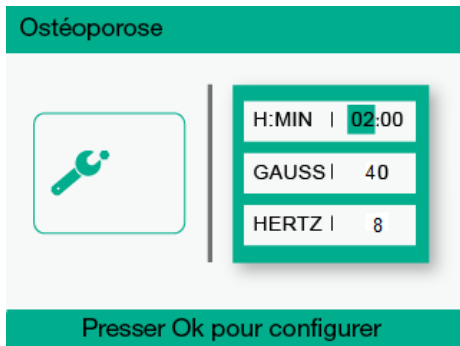 Ostéoporose
H:MIN | 02:00
GAUSS | 40
HERTZ | 8
Presser Ok pour configurer